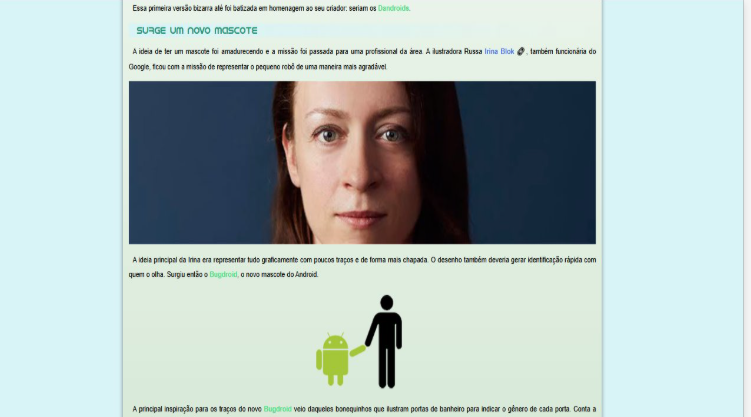 Essa primeira versão bizarra até foi batizada em homenagem ao seu criador: seriam os Dandroids.
Surge um novo mascote
A ideia de ter um mascote foi amadurecendo e a missão foi passada para uma profissional da área. A ilustradora Russa Irina Blok, também funcionária do
Google, ficou com a missão de representar o pequeno robô de uma maneira mais agradável.
A ideia principal da Irina era representar tudo graficamente com poucos traços e de forma mais chapada. O desenho também deveria gerar identificação rápida com
quem o olha. Surgiu então o Bugdroid, o novo mascote do Android.
A principal inspiração para os traços do novo Bugdroid veio daqueles bonequinhos que ilustram portas de banheiro para indicar o gênero de cada porta. Conta a